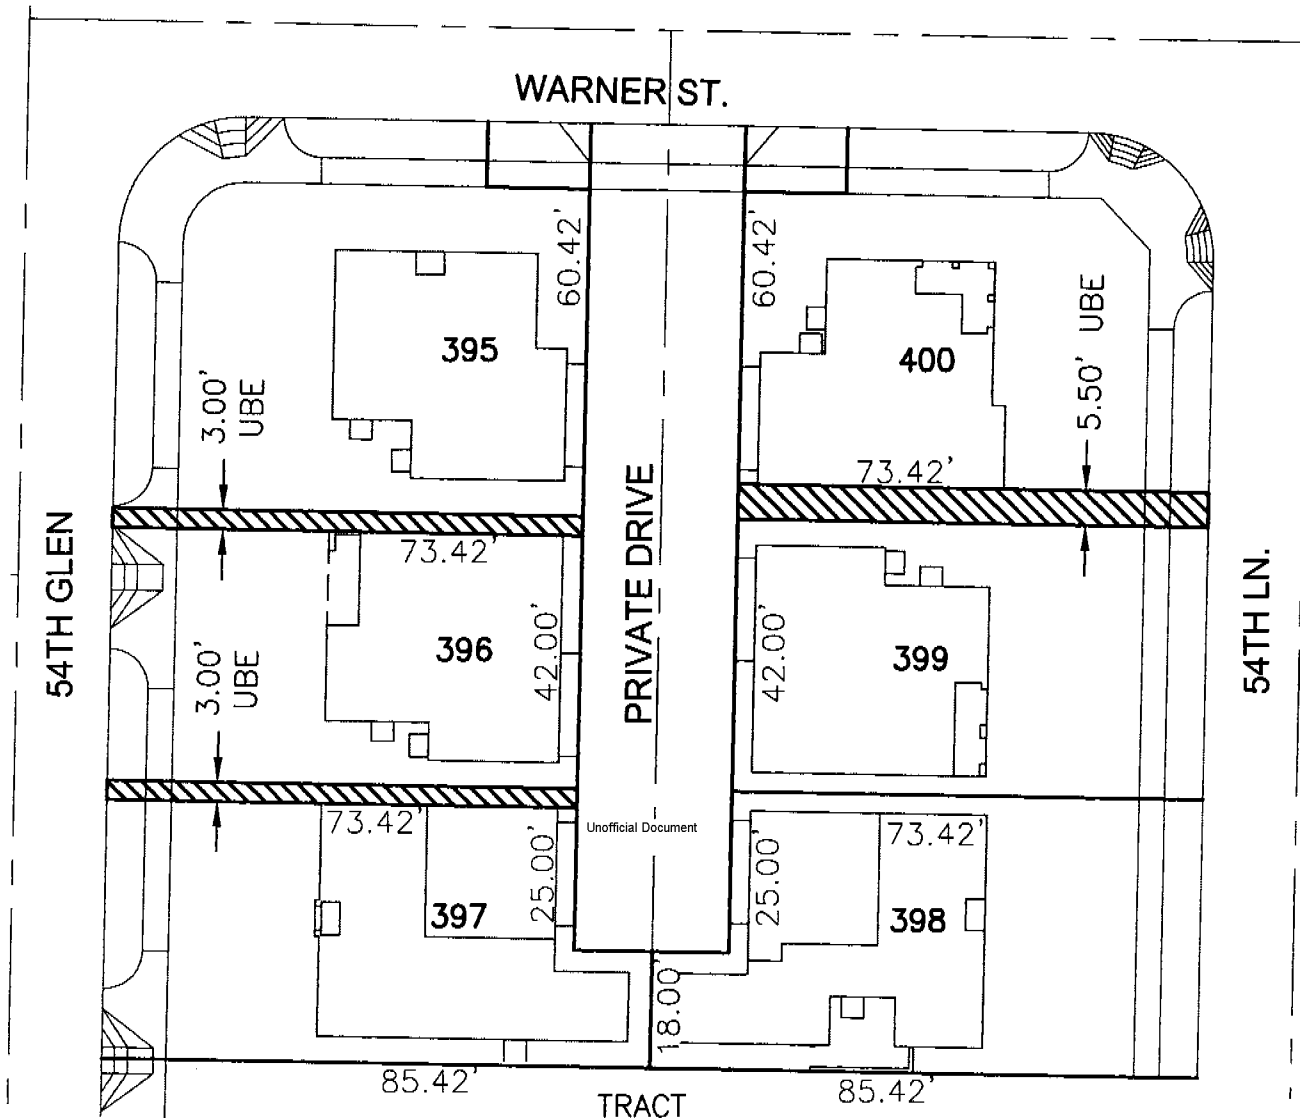 WARNER ST.
60.42'
60.42'
395
400
3.00'
UBE
5.50' UBE
73.42'
73.42'
54TH GLEN
PRIVATE DRIVE
54TH LN.
396
42.00'
42.00'
399
3.00'
UBE
73.42'
Unofficial Document
73.42'
25.00'
25.00'
397
398
18.00'
85.42'
85.42'
TRACT